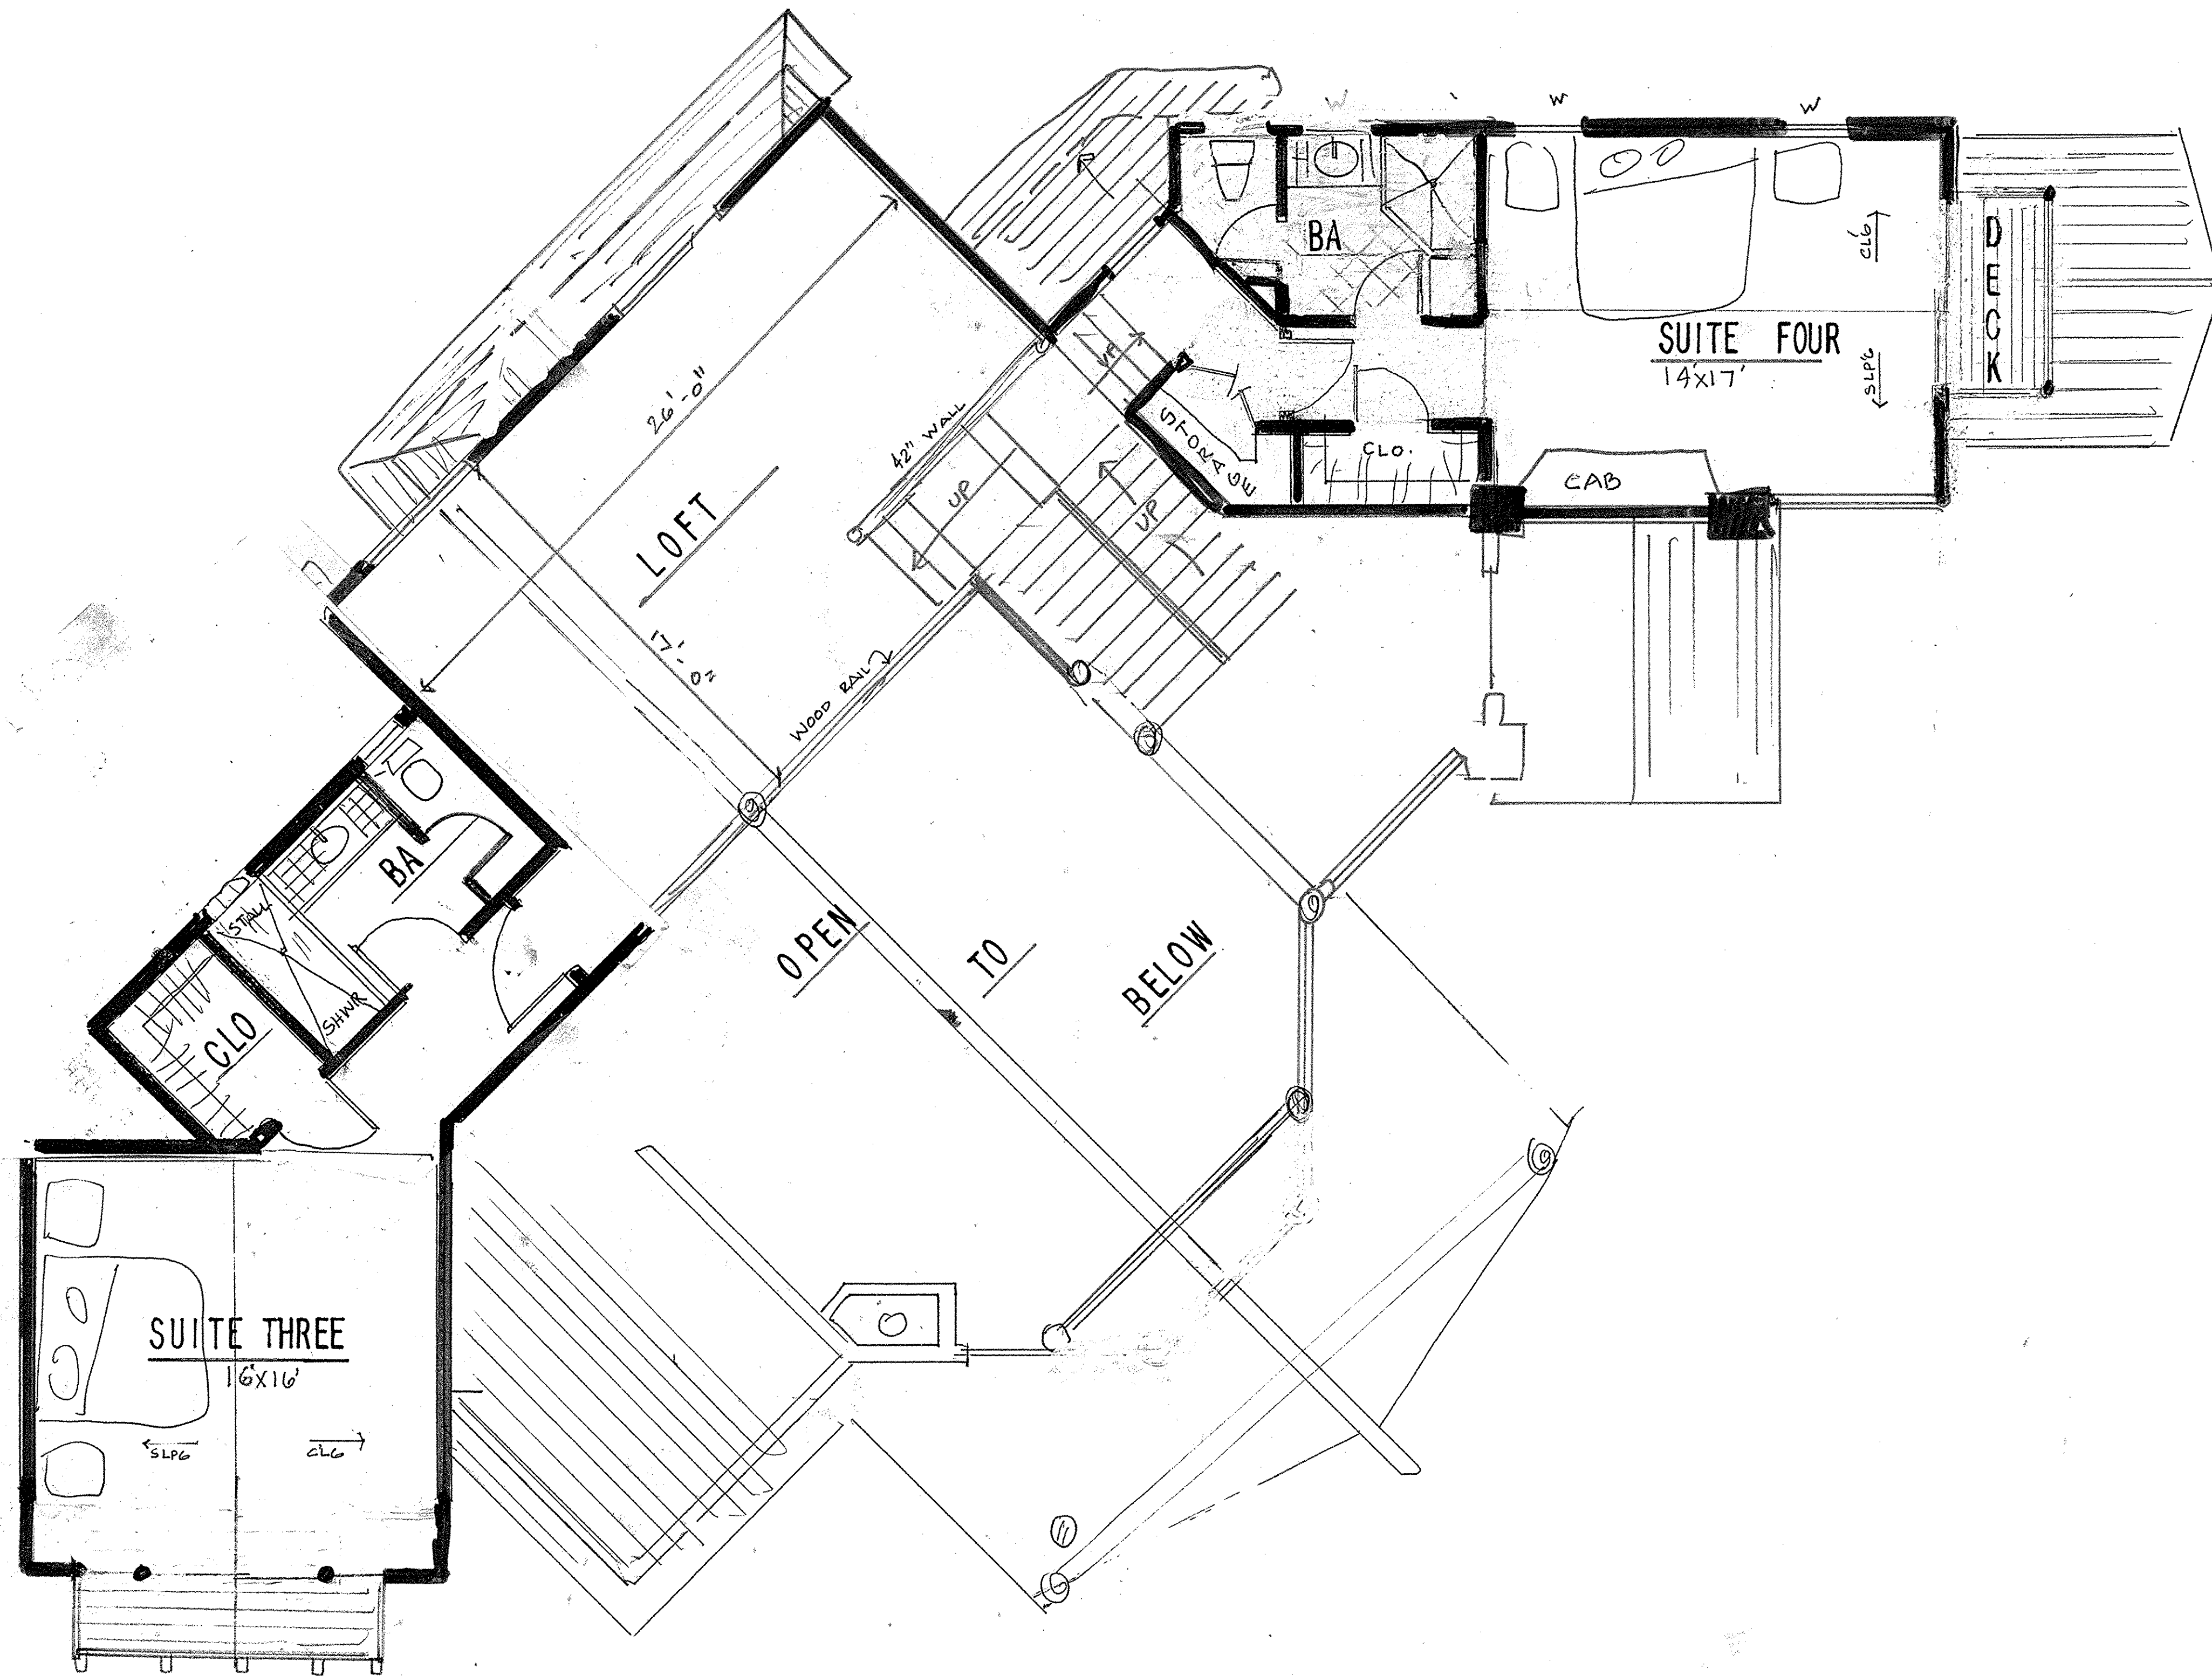 W
W
W
BA
DECK
CLG
SUITE FOUR
14'X17'
SLP'G
UP
STORAGE
CLO.
CAB
26'-0"
42" WALL
UP
UP
LOFT
17'-0"
WOOD RAIL
BA
STALL
SHWR
CLO
OPEN TO BELOW
SUITE THREE
16'X16'
SLPG
CLG